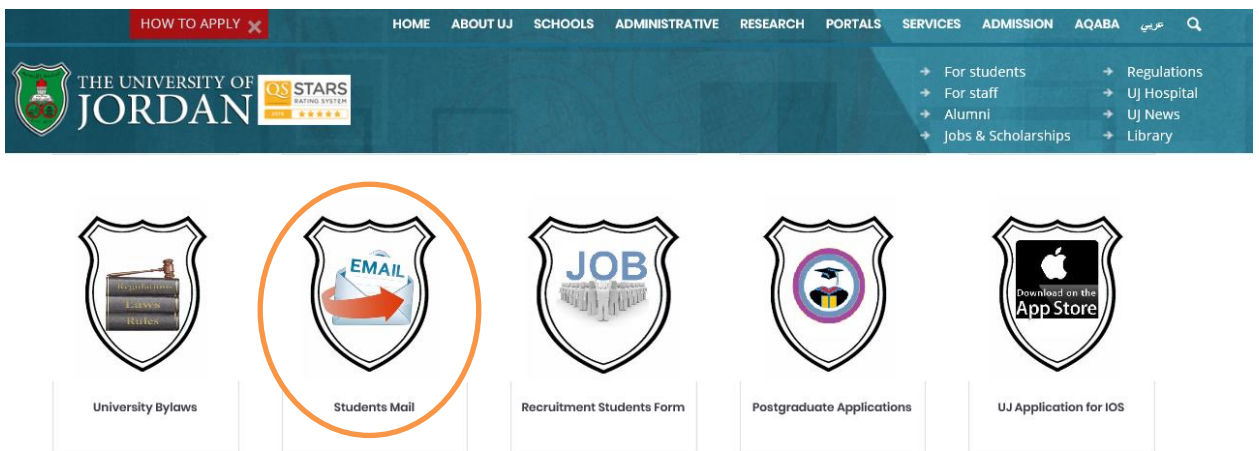 HOW TO APPLY
HOME ABOUT UJ SCHOOLS ADMINISTRATIVE RESEARCH PORTALS SERVICES ADMISSION AQABA عربي
THE UNIVERSITY OF
JORDAN
QS STARS
RATING SYSTEM
For students
For staff
Alumni
Jobs & Scholarships
Regulations
UJ Hospital
UJ News
Library
Regulations
Laws
Rules
EMAIL
JOB
Download on the
App Store
University Bylaws
Students Mail
Recruitment Students Form
Postgraduate Applications
UJ Application for IOS